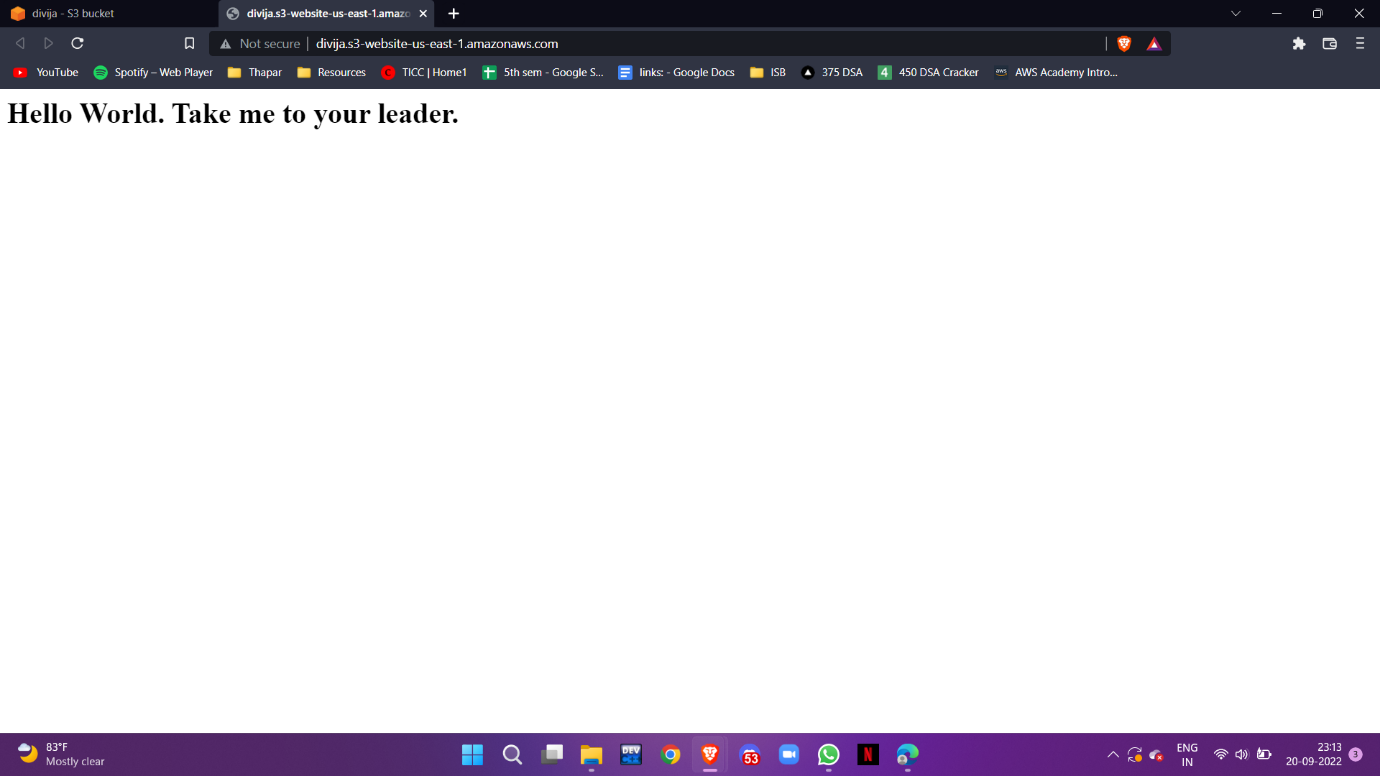 divija - S3 bucket
divija.s3-website-us-east-1.amazo
Not secure divija.s3-website-us-east-1.amazonaws.com
YouTube Spotify – Web Player Thapar Resources C TICC | Home1 5th sem - Google S... links: - Google Docs ISB 375 DSA 4 450 DSA Cracker aws AWS Academy Intro...
Hello World. Take me to your leader.
83°F
Mostly clear
DEV
53
N
ENG
IN
23:13
20-09-2022
3